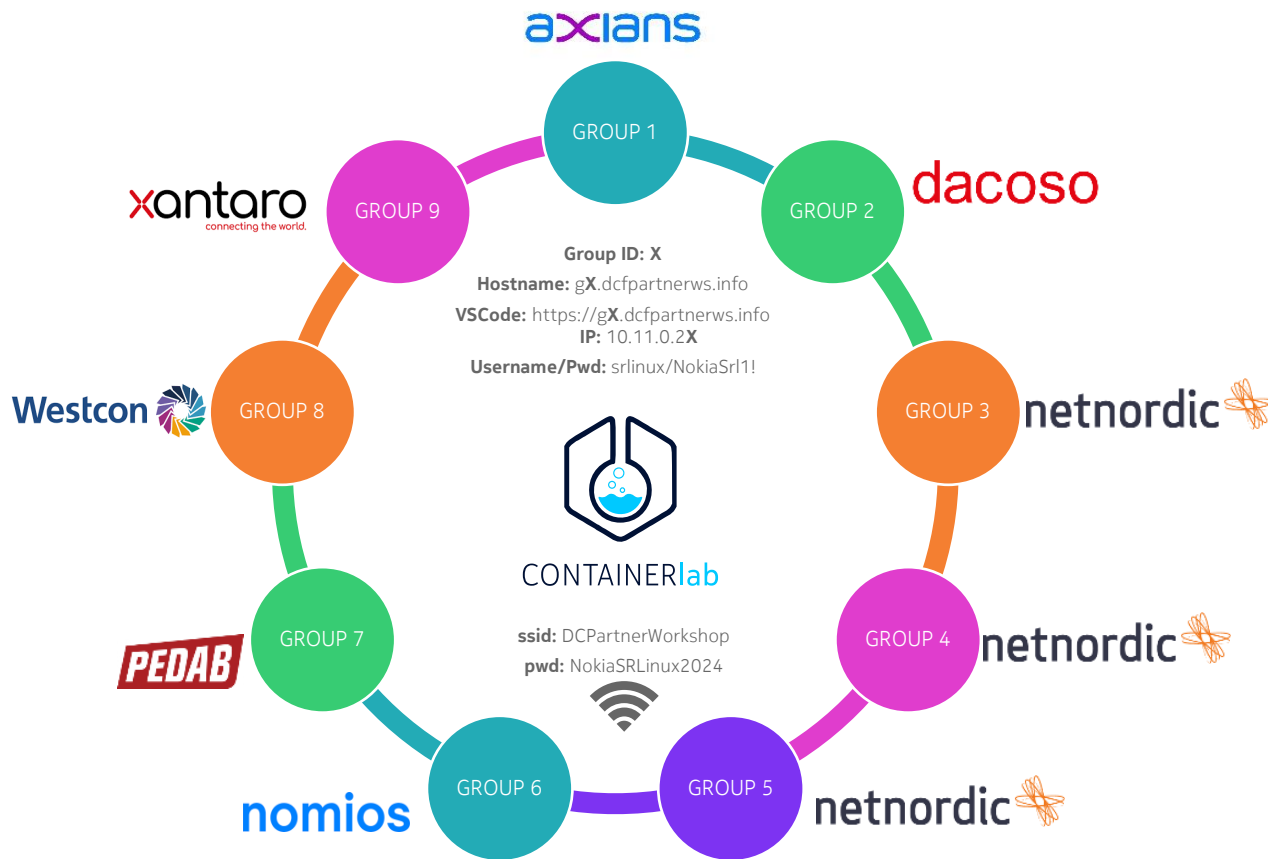 axians
GROUP 1
GROUP 2
dacoso
GROUP 9
xantaro
connecting the world.
Group ID: X
Hostname: gX.dcfpartnerws.info
VSCode: https://gX.dcfpartnerws.info
IP: 10.11.0.2X
Username/Pwd: srlinux/NokiaSrl1!
Westcon
GROUP 8
GROUP 3
netnordic
CONTAINERlab
PEDAB
GROUP 7
ssid: DCPartnerWorkshop
pwd: NokiaSRLinux2024
GROUP 4
netnordic
nomios
GROUP 6
GROUP 5
netnordic